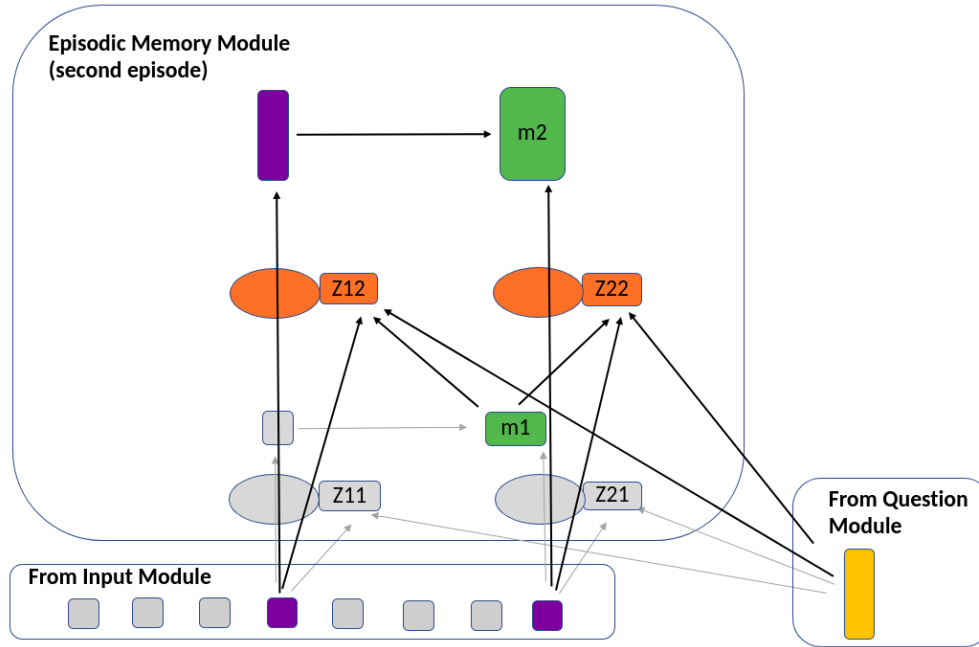 Episodic Memory Module
(second episode)
m2
Z12
Z22
m1
Z11
Z21
From Question
Module
From Input Module